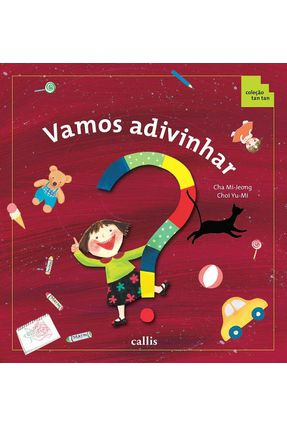 coleção
tan tan
Vamos adivinhar
Cha Mi-Jeong
Choi Yu-Mi
callis